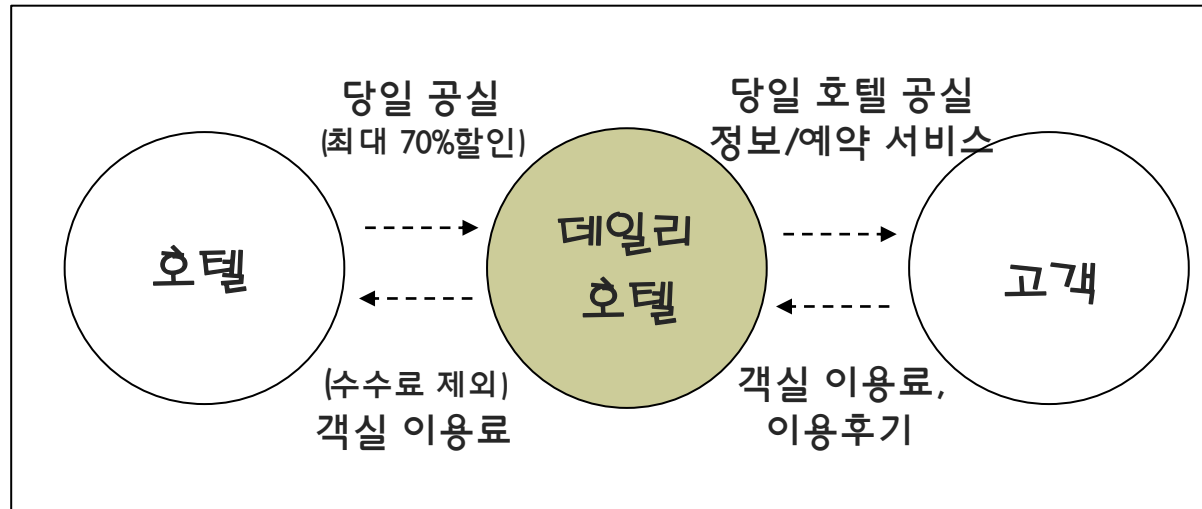 당일 공실
(최대 70%할인)
당일 호텔 공실
정보/예약 서비스
호텔
데일리
호텔
고객
(수수료 제외)
객실 이용료
객실 이용료,
이용후기